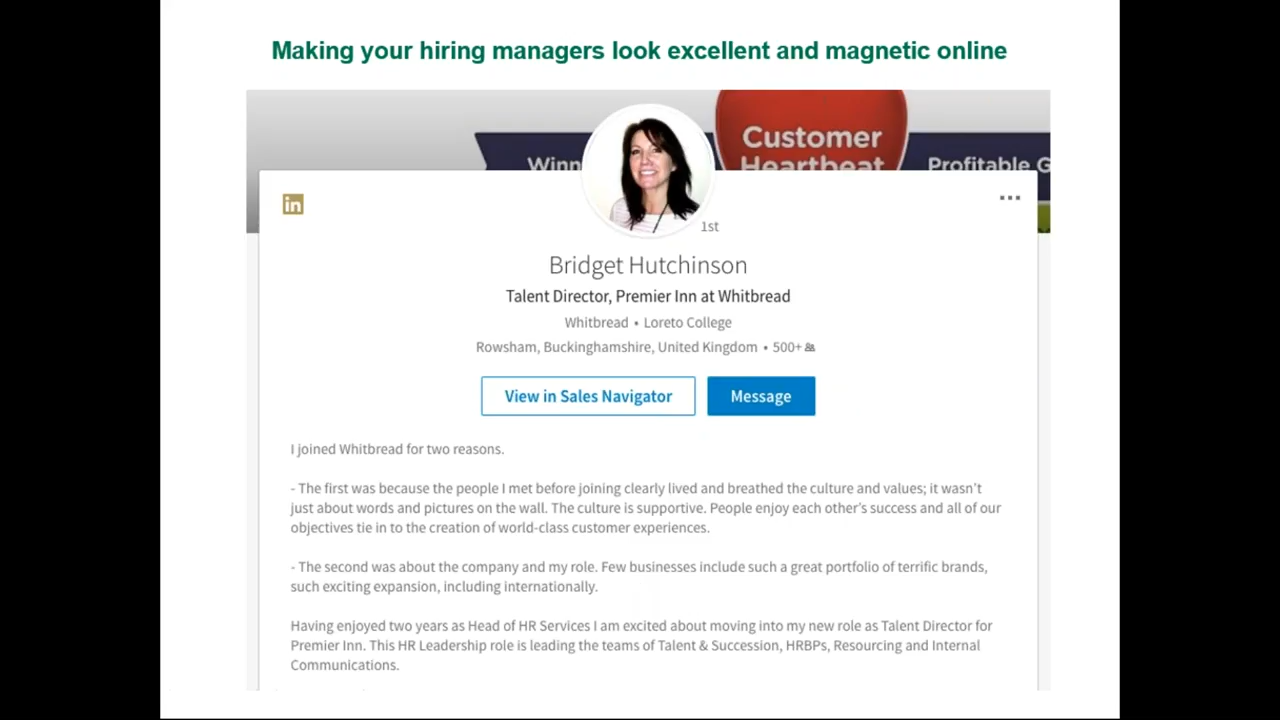 Making your hiring managers look excellent and magnetic online
Customer
Winn
Heartbeat
Profitable G
in
1st
Bridget Hutchinson
Talent Director, Premier Inn at Whitbread
Whitbread • Loreto College
Rowsham, Buckinghamshire, United Kingdom • 500+
View in Sales Navigator
Message
I joined Whitbread for two reasons.
- The first was because the people I met before joining clearly lived and breathed the culture and values; it wasn't
just about words and pictures on the wall. The culture is supportive. People enjoy each other's success and all of our
objectives tie in to the creation of world-class customer experiences.
- The second was about the company and my role. Few businesses include such a great portfolio of terrific brands,
such exciting expansion, including internationally.
Having enjoyed two years as Head of HR Services I am excited about moving into my new role as Talent Director for
Premier Inn. This HR Leadership role is leading the teams of Talent & Succession, HRBPs, Resourcing and Internal
Communications.